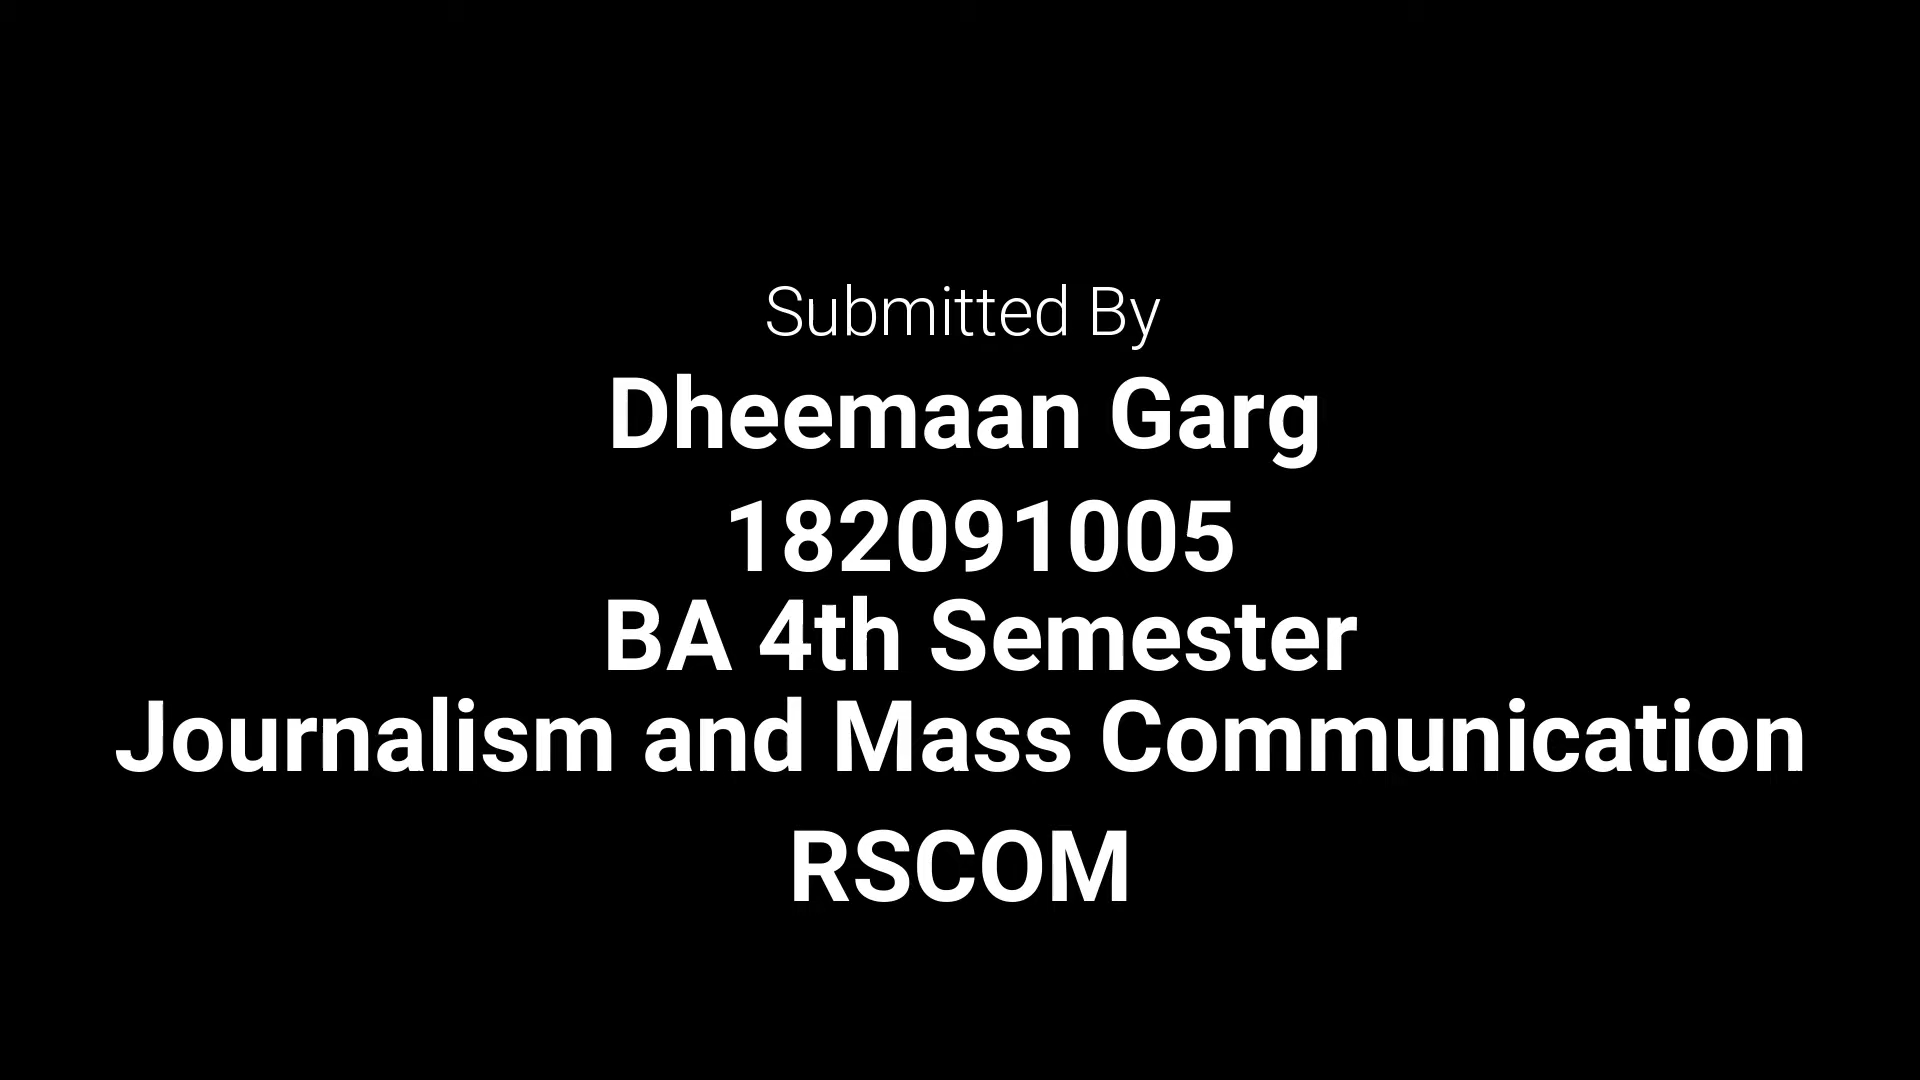 Submitted By
Dheemaan Garg
182091005
BA 4th Semester
Journalism and Mass Communication
RSCOM